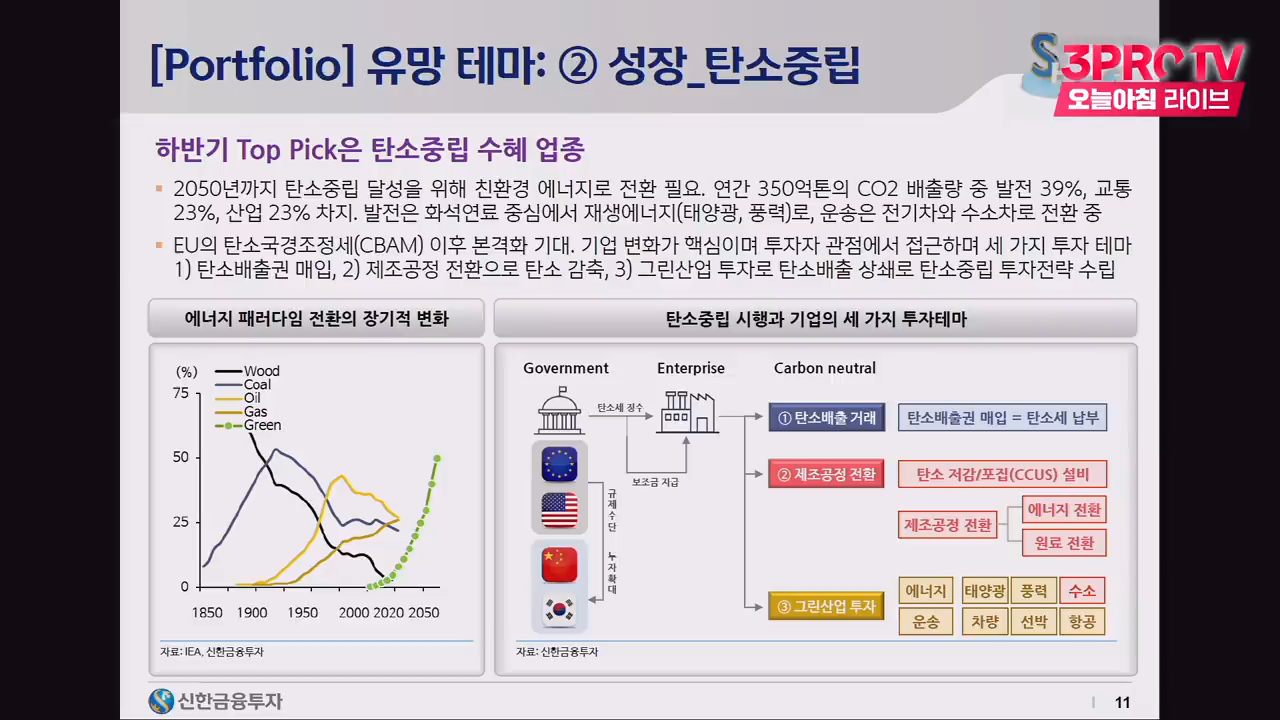 [Portfolio] 유망 테마: ② 성장_탄소중립
3PRO TV
오늘아침 라이브
하반기 Top Pick은 탄소중립 수혜 업종
▪ 2050년까지 탄소중립 달성을 위해 친환경 에너지로 전환 필요. 연간 350억톤의 CO2 배출량 중 발전 39%, 교통
23%, 산업 23% 차지. 발전은 화석연료 중심에서 재생에너지(태양광, 풍력)로, 운송은 전기차와 수소차로 전환 중
▪ EU의 탄소국경조정세(CBAM) 이후 본격화 기대. 기업 변화가 핵심이며 투자자 관점에서 접근하며 세 가지 투자 테마
1) 탄소배출권 매입, 2) 제조공정 전환으로 탄소 감축, 3) 그린산업 투자로 탄소배출 상쇄로 탄소중립 투자전략 수립
에너지 패러다임 전환의 장기적 변화
(%)
Wood
Coal
Oil
Gas
Green
75
50
25
0
1850 1900 1950 2000 2020 2050
자료: IEA, 신한금융투자
탄소중립 시행과 기업의 세 가지 투자테마
Government Enterprise Carbon neutral
탄소세 징수
보조금 지급
규제수단
투자확대
① 탄소배출 거래
탄소배출권 매입 = 탄소세 납부
② 제조공정 전환
탄소 저감/포집(CCUS) 설비
제조공정 전환
에너지 전환
원료 전환
③ 그린산업 투자
에너지 태양광 풍력 수소
운송 차량 선박 항공
자료: 신한금융투자
신한금융투자
11